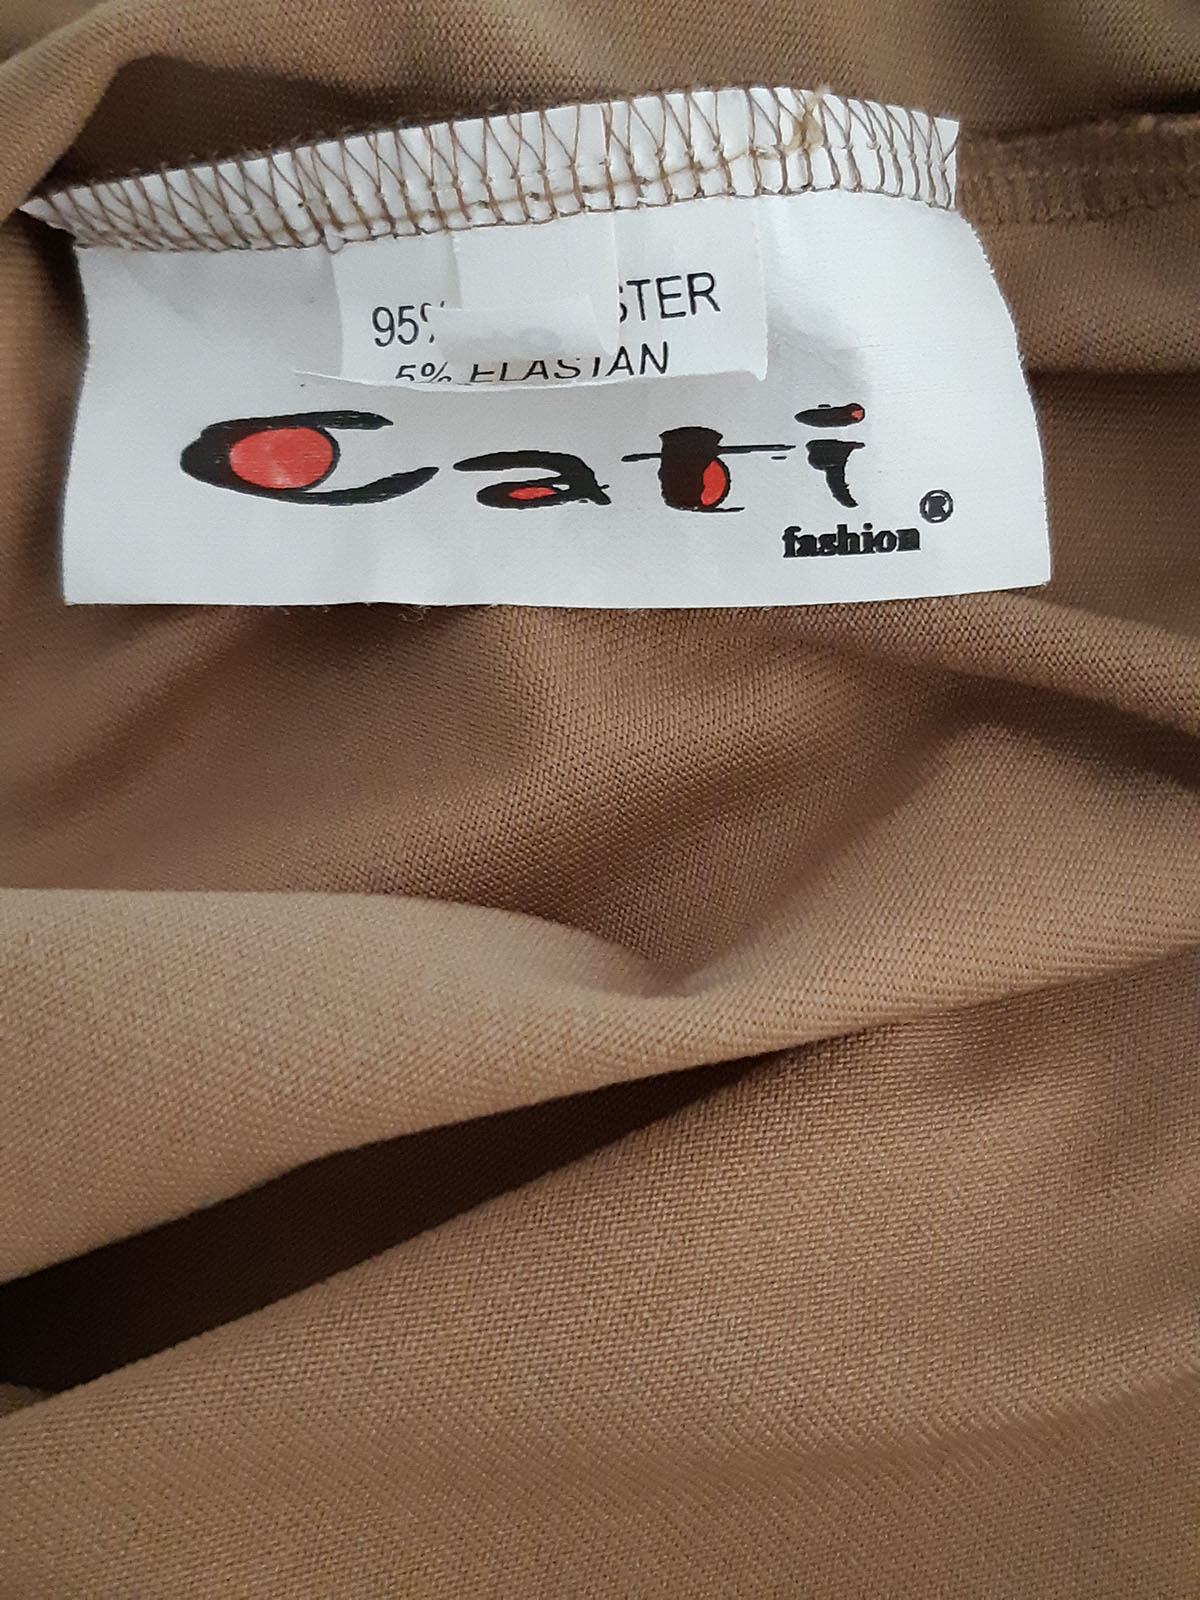 95% STER
5% ELASTAN
Cati
fashion®